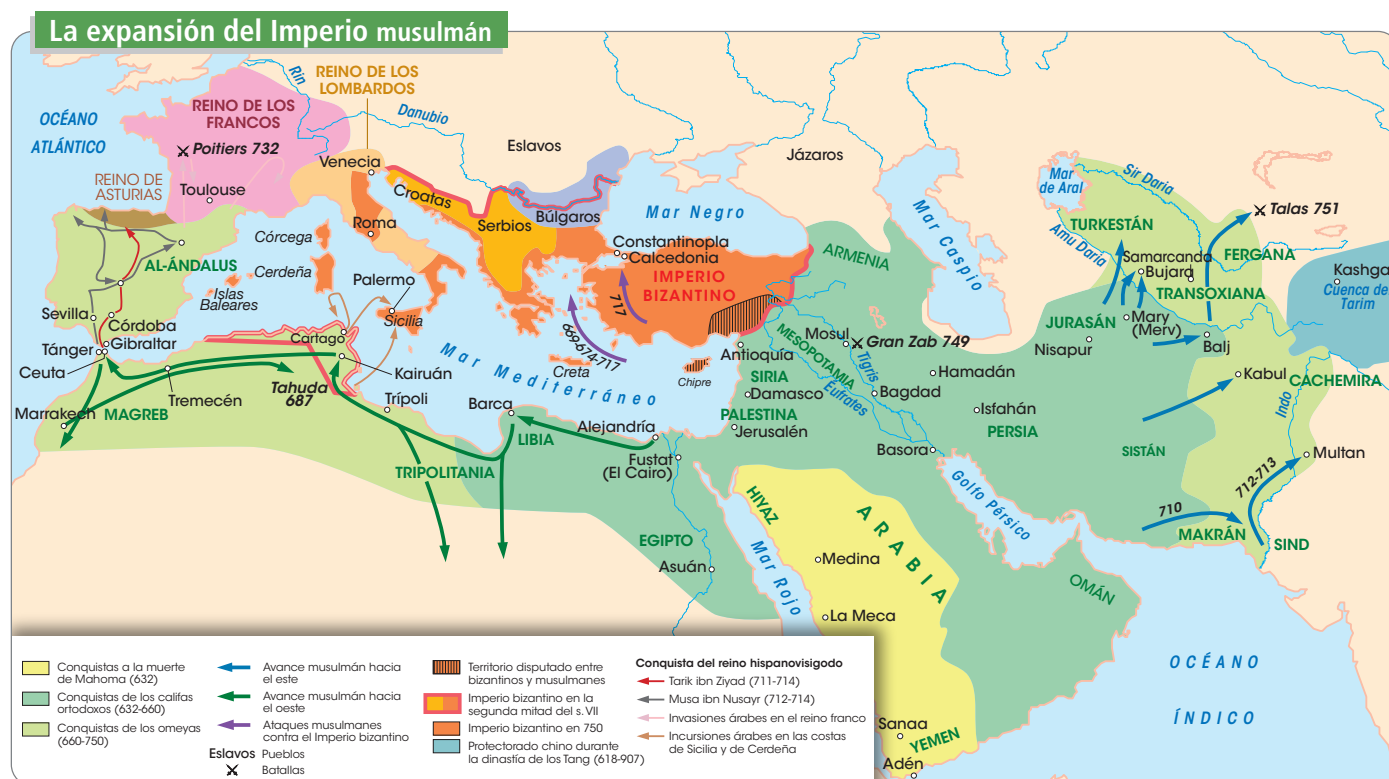 La expansión del Imperio musulmán
OCÉANO
ATLÁNTICO
REINO DE LOS
FRANCOS
Poitiers 732
REINO DE
ASTURIAS
Toulouse
Rin
REINO DE LOS
LOMBARDOS
Danubio
Venecia
Croatas
Serbios
Eslavos
Búlgaros
Jázaros
Mar Negro
Mar Caspio
Mar
de Aral
Sir Daria
Amu Daria
TURKESTÁN
Talas 751
FERGANA
Samarcanda
Bujara
TRANSOXIANA
Kashga
Cuenca de
Tarim
Córcega
Cerdeña
Roma
Islas
Baleares
AL-ÁNDALUS
Palermo
Sicilia
Constantinopla
Calcedonia
IMPERIO
BIZANTINO
717
669-674-717
ARMENIA
Sevilla
Córdoba
Gibraltar
Tánger
Ceuta
Cartago
Kairuán
Mar Mediterráneo
Creta
Chipre
Antioquía
Mosul
Gran Zab 749
MESOPOTAMIA
Tigris
Éufrates
JURASÁN
Nisapur
Mary
(Merv)
Balj
Kabul
CACHEMIRA
Indo
Marrakech
MAGREB
Tremecén
Tahuda
687
Trípoli
Barca
LIBIA
Alejandría
SIRIA
Damasco
PALESTINA
Jerusalén
Bagdad
Hamadán
Isfahán
PERSIA
Basora
SISTÁN
Multan
712-713
710
MAKRÁN
SIND
TRIPOLITANIA
Fustat
(El Cairo)
EGIPTO
Asuán
Mar Rojo
HIYAZ
ARABIA
Medina
La Meca
Golfo Pérsico
OMÁN
Sanaa
YEMEN
Adén
OCÉANO
ÍNDICO
Conquistas a la muerte
de Mahoma (632)
Conquistas de los califas
ortodoxos (632-660)
Conquistas de los omeyas
(660-750)
Avance musulmán hacia
el este
Avance musulmán hacia
el oeste
Ataques musulmanes
contra el Imperio bizantino
Eslavos Pueblos
Batallas
Territorio disputado entre
bizantinos y musulmanes
Imperio bizantino en la
segunda mitad del s. VII
Imperio bizantino en 750
Protectorado chino durante
la dinastía de los Tang (618-907)
Conquista del reino hispanovisigodo
Tarik ibn Ziyad (711-714)
Musa ibn Nusayr (712-714)
Invasiones árabes en el reino franco
Incursiones árabes en las costas
de Sicilia y de Cerdeña